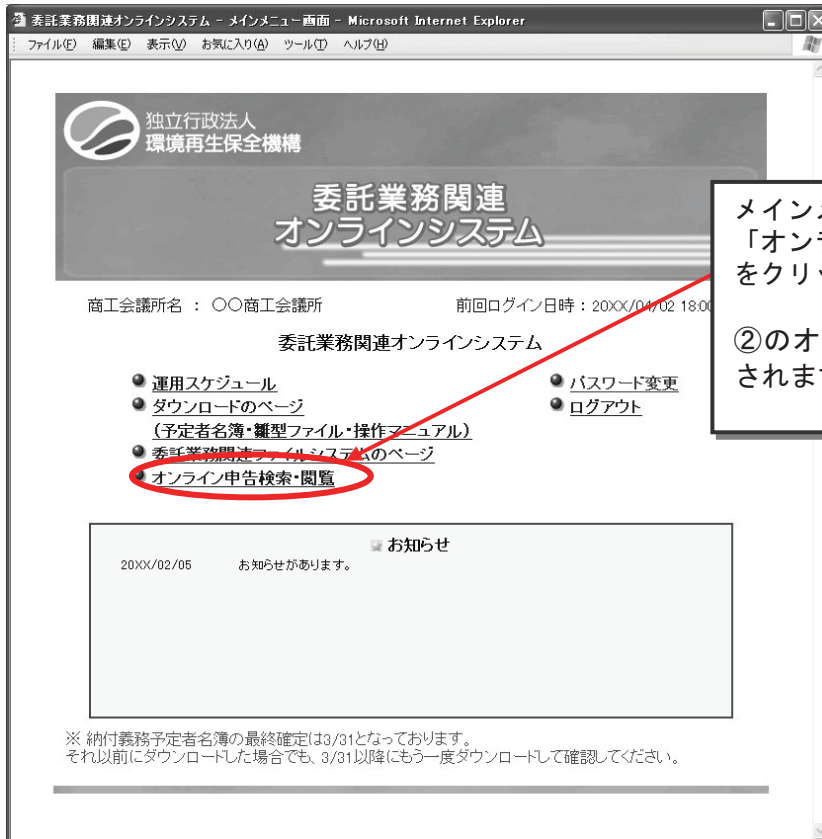 委託業務関連オンラインシステム - メインメニュー画面 - Microsoft Internet Explorer
ファイル(F) 編集(E) 表示(V) お気に入り(A) ツール(T) ヘルプ(H)
独立行政法人
環境再生保全機構
委託業務関連
オンラインシステム
商工会議所名 : 〇〇商工会議所 前回ログイン日時 : 20XX/04/02 18:00
委託業務関連オンラインシステム
運用スケジュール
ダウンロードのページ
(予定者名簿・雛型ファイル・操作マニュアル)
委託業務関連ファイルシステムのページ
オンライン申告検索・閲覧
パスワード変更
ログアウト
メイン
「オン
をクリ
②のオ
されま
お知らせ
20XX/02/05 お知らせがあります。
※ 納付義務予定者名簿の最終確定は3/31となっております。
それ以前にダウンロードした場合でも、3/31以降にもう一度ダウンロードして確認してください。